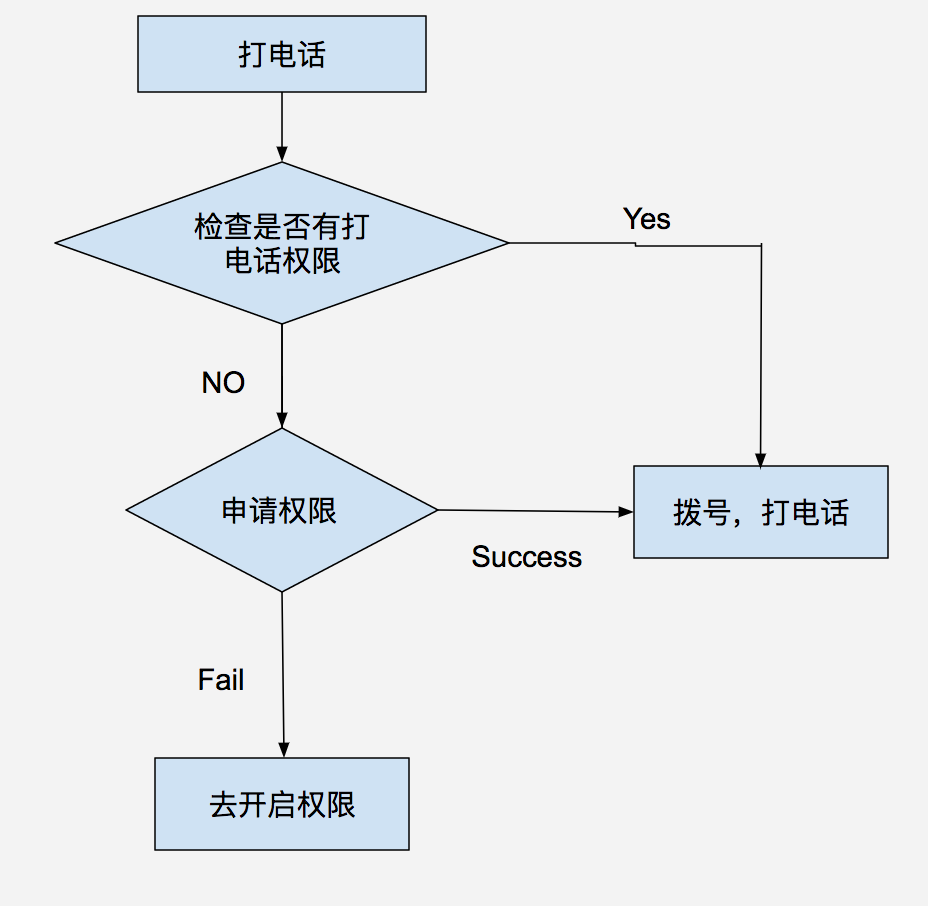 打电话
检查是否有打
电话权限
Yes
NO
申请权限
Success
拨号，打电话
Fail
去开启权限